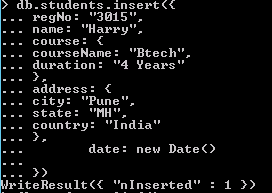 > db.students.insert({
... regNo: "3015",
... name: "Harry",
... course: {
... courseName: "Btech",
... duration: "4 Years"
... },
... address: {
... city: "Pune",
... state: "MH",
... country: "India"
... },
...         date: new Date()
...
... })
WriteResult({ "nInserted" : 1 })